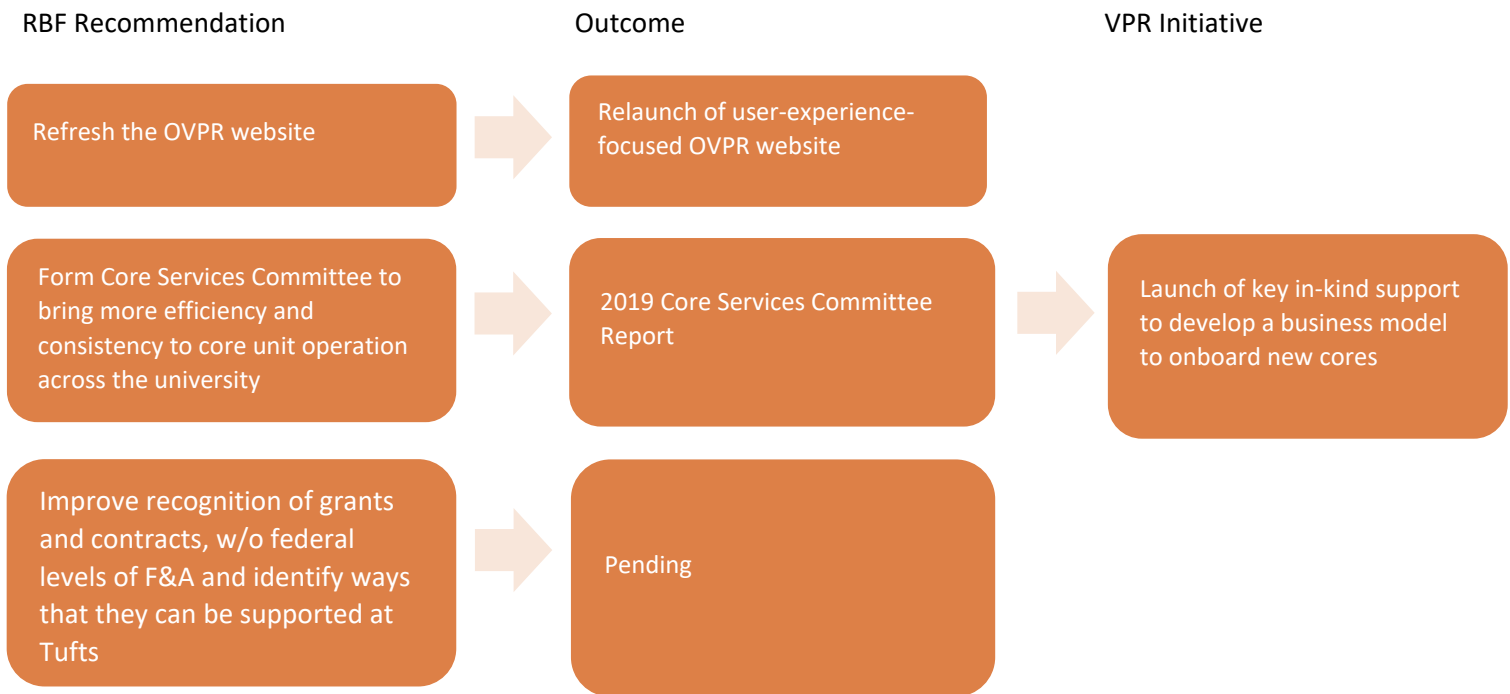 RBF Recommendation
Outcome
VPR Initiative
Refresh the OVPR website
Relaunch of user-experience-
focused OVPR website
Form Core Services Committee to
bring more efficiency and
consistency to core unit operation
across the university
2019 Core Services Committee
Report
Launch of key in-kind support
to develop a business model
to onboard new cores
Improve recognition of grants
and contracts, w/o federal
levels of F&A and identify ways
that they can be supported at
Tufts
Pending